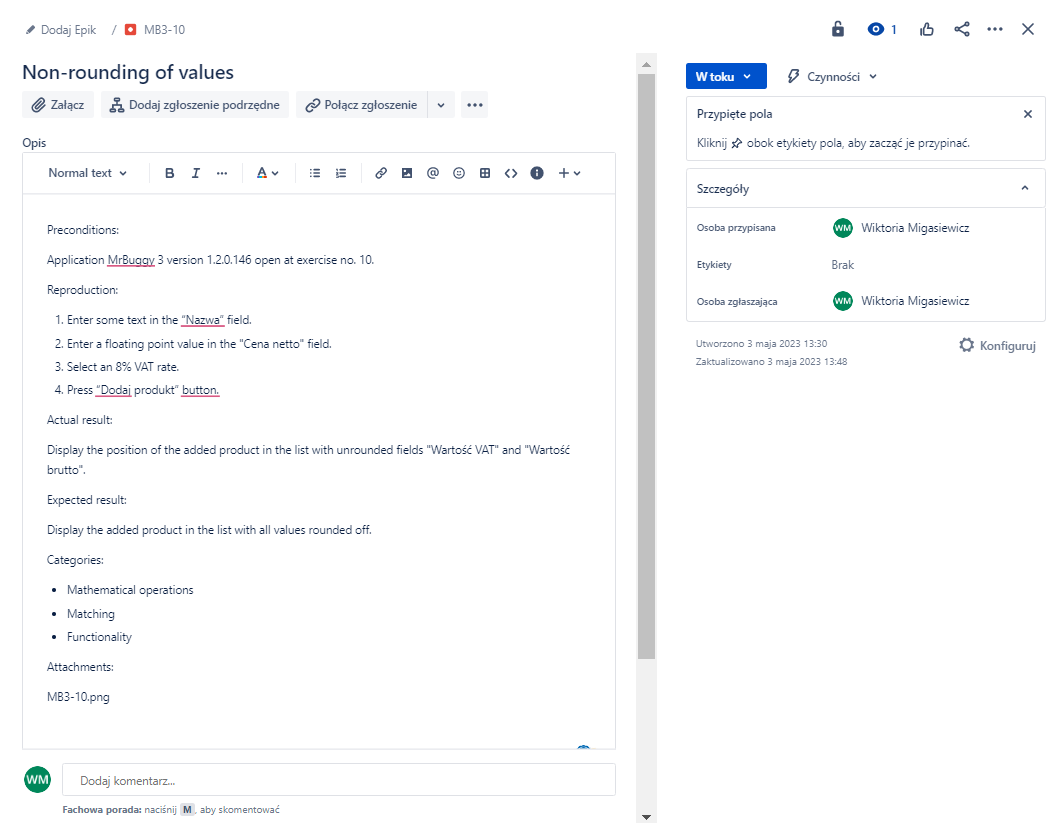 Dodaj Epik / MB3-10
1
Non-rounding of values
Załącz Dodaj zgłoszenie podrzędne Połącz zgłoszenie
Opis
Normal text B I A @
Preconditions:
Application MrBuggy 3 version 1.2.0.146 open at exercise no. 10.
Reproduction:
1. Enter some text in the "Nazwa" field.
2. Enter a floating point value in the "Cena netto" field.
3. Select an 8% VAT rate.
4. Press "Dodaj produkt" button.
Actual result:
Display the position of the added product in the list with unrounded fields "Wartość VAT" and "Wartość
brutto".
Expected result:
Display the added product in the list with all values rounded off.
Categories:
• Mathematical operations
• Matching
• Functionality
Attachments:
MB3-10.png
WM Dodaj komentarz...
Fachowa porada: naciśnij M, aby skomentować
W toku Czynności
Przypięte pola
Kliknij obok etykiety pola, aby zacząć je przypinać.
Szczegóły
Osoba przypisana WM Wiktoria Migasiewicz
Etykiety Brak
Osoba zgłaszająca WM Wiktoria Migasiewicz
Utworzono 3 maja 2023 13:30
Zaktualizowano 3 maja 2023 13:48
Konfiguruj